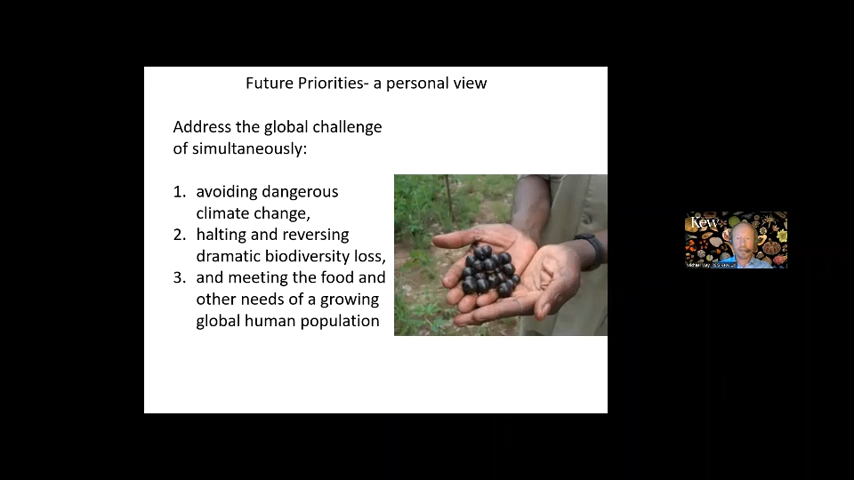 Future Priorities- a personal view
Address the global challenge
of simultaneously:
1. avoiding dangerous
climate change,
2. halting and reversing
dramatic biodiversity loss,
3. and meeting the food and
other needs of a growing
global human population
Kew